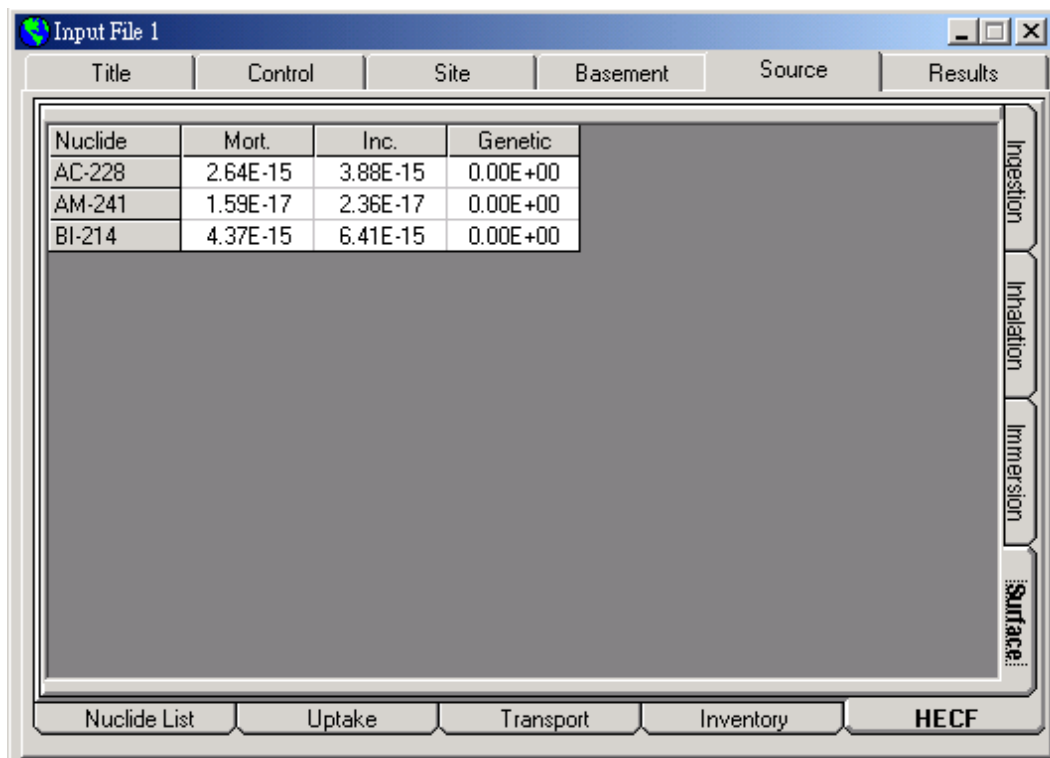 Input File 1
Title Control Site Basement Source Results
Nuclide Mort. Inc. Genetic
AC-228 2.64E-15 3.88E-15 0.00E+00
AM-241 1.59E-17 2.36E-17 0.00E+00
BI-214 4.37E-15 6.41E-15 0.00E+00
Ingestion
Inhalation
Immersion
Surface
Nuclide List Uptake Transport Inventory HECF